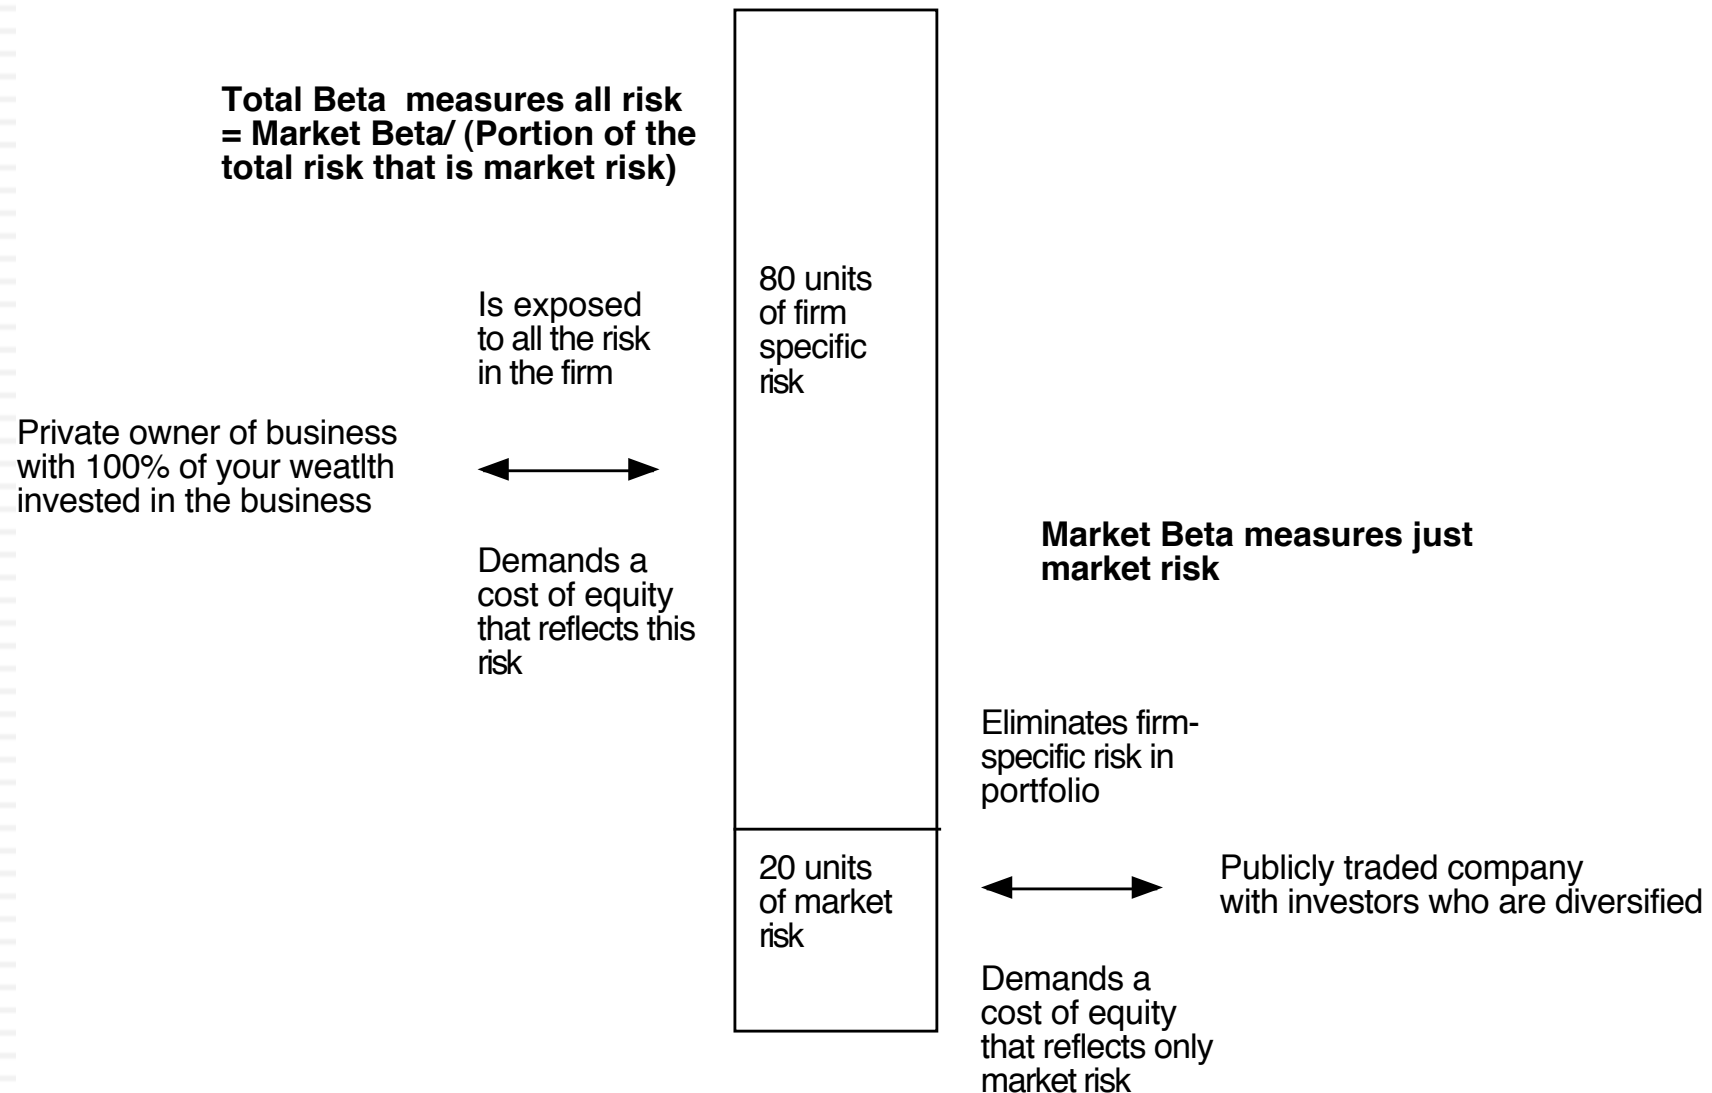 Total Beta  measures all risk
= Market Beta/ (Portion of the
total risk that is market risk)
80 units
of firm
specific
risk
Is exposed
to all the risk
in the firm
Private owner of business
with 100% of your weatlth
invested in the business
Demands a
cost of equity
that reflects this
risk
Market Beta measures just
market risk
Eliminates firm-
specific risk in
portfolio
20 units
of market
risk
Publicly traded company
with investors who are diversified
Demands a
cost of equity
that reflects only
market risk